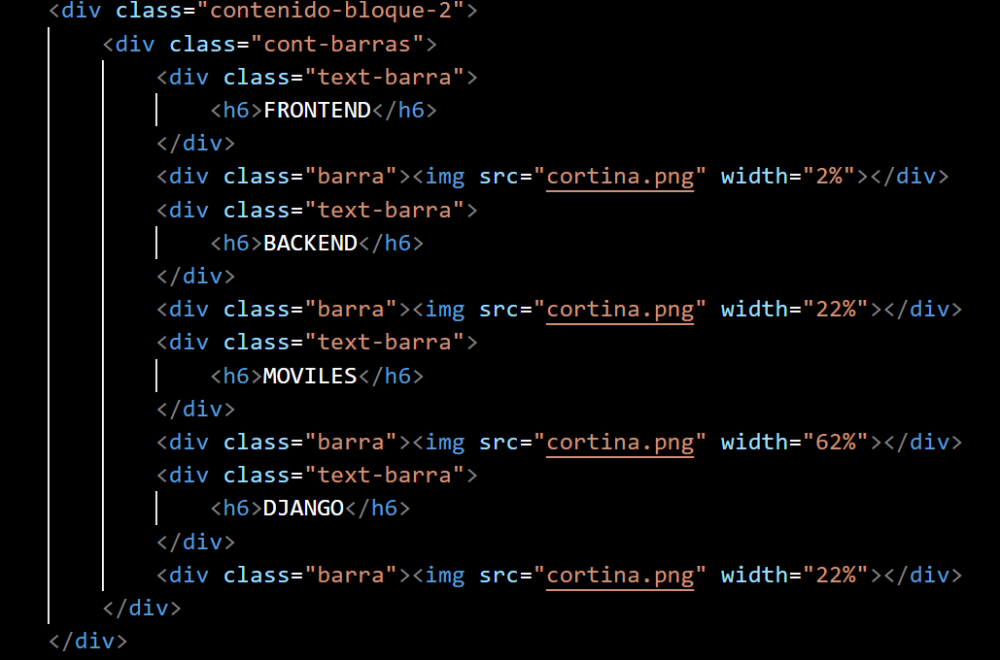 <div class="contenido-bloque-2">
<div class="cont-barras">
<div class="text-barra">
<h6>FRONTEND</h6>
</div>
<div class="barra"><img src="cortina.png" width="2%"></div>
<div class="text-barra">
<h6>BACKEND</h6>
</div>
<div class="barra"><img src="cortina.png" width="22%"></div>
<div class="text-barra">
<h6>MOVILES</h6>
</div>
<div class="barra"><img src="cortina.png" width="62%"></div>
<div class="text-barra">
<h6>DJANGO</h6>
</div>
<div class="barra"><img src="cortina.png" width="22%"></div>
</div>
</div>